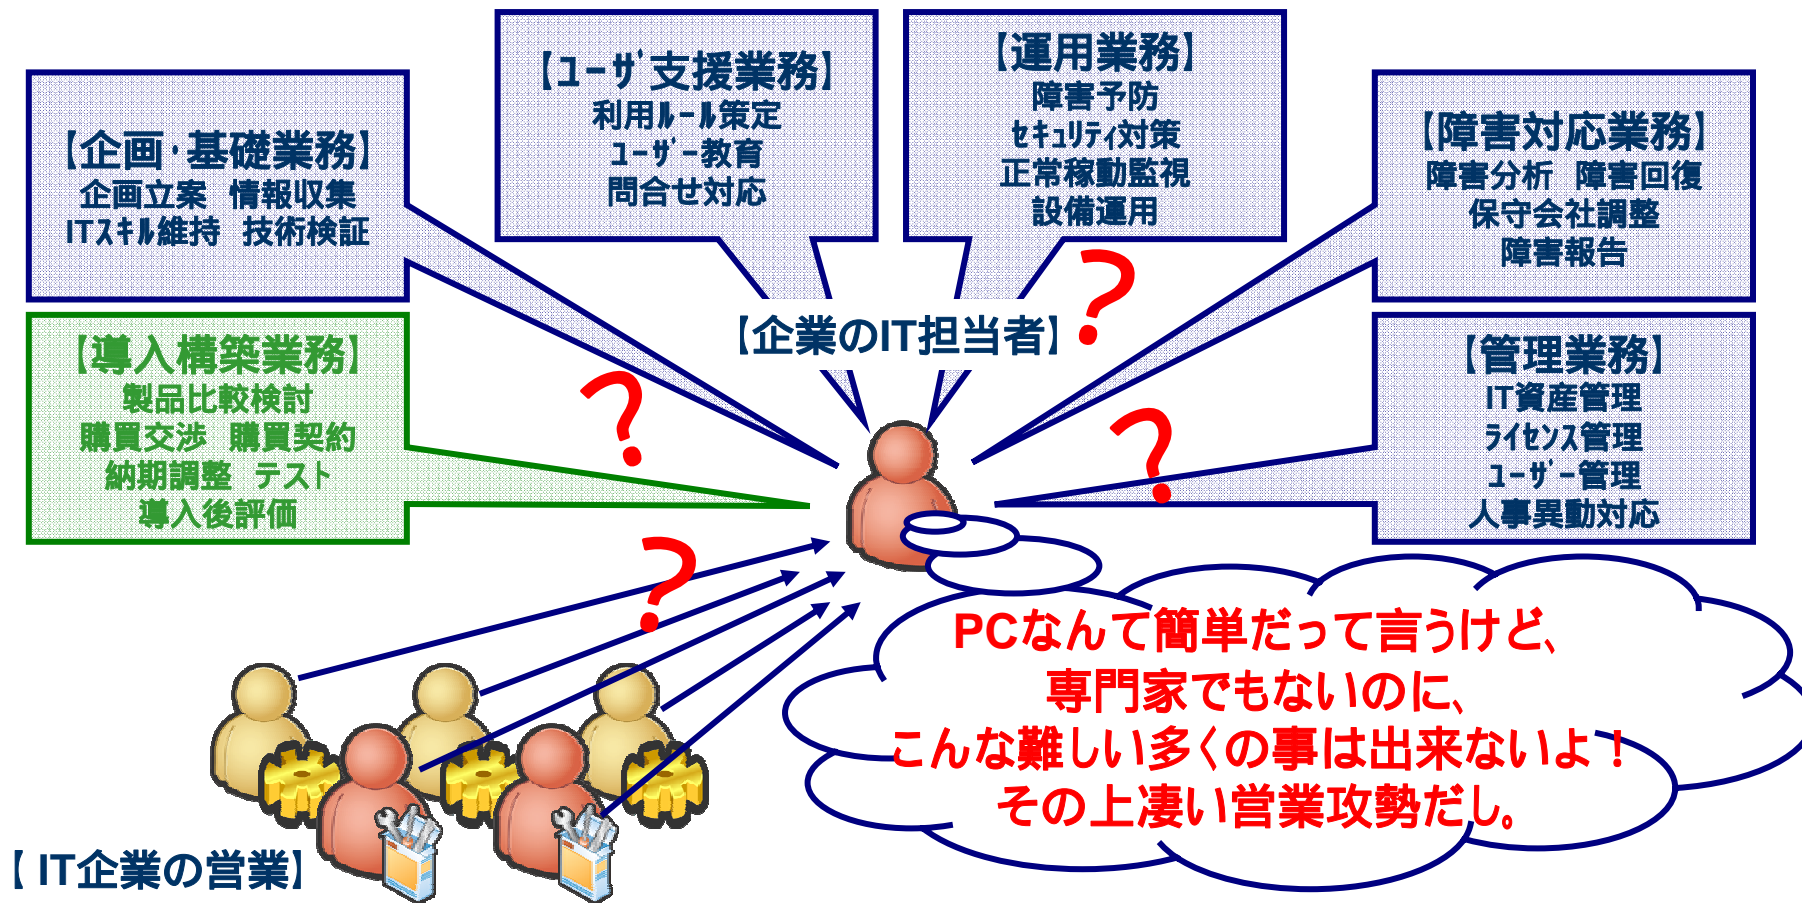 【企画・基礎業務】
企画立案　情報収集
ITｽｷﾙ維持　技術検証
【ﾕｰｻﾞ支援業務】
利用ﾙｰﾙ策定
ﾕｰｻﾞｰ教育
問合せ対応
【運用業務】
障害予防
ｾｷｭﾘﾃｨ対策
正常稼動監視
設備運用
【障害対応業務】
障害分析　障害回復
保守会社調整
障害報告
【導入構築業務】
製品比較検討
購買交渉　購買契約
納期調整　テスト
導入後評価
【企業のIT担当者】
【管理業務】
IT資産管理
ﾗｲｾﾝｽ管理
ﾕｰｻﾞｰ管理
人事異動対応
？
？
？
？
PCなんて簡単だって言うけど、
専門家でもないのに、
こんな難しい多くの事は出来ないよ！
その上凄い営業攻勢だし。
【 IT企業の営業】